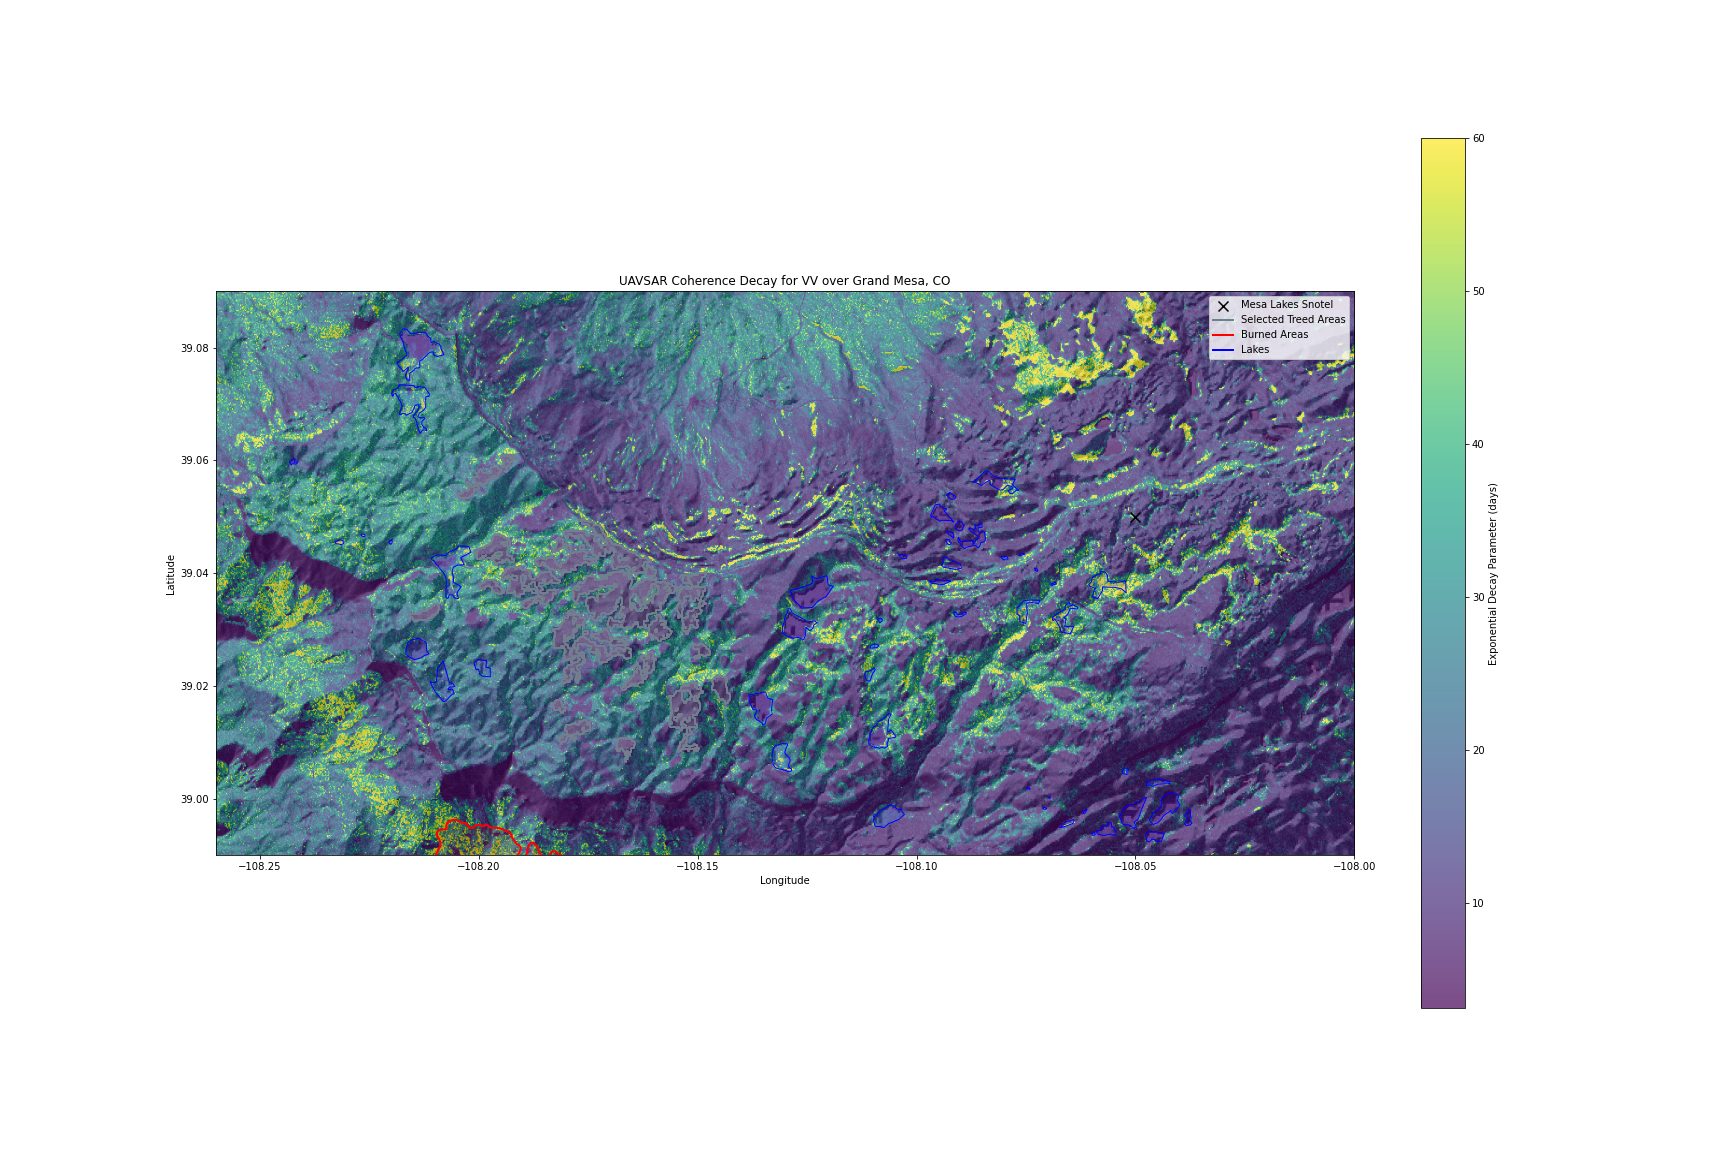 UAVSAR Coherence Decay for VV over Grand Mesa, CO
Mesa Lakes Snotel
Selected Treed Areas
Burned Areas
Lakes
39.08
39.06
39.04
39.02
39.00
Latitude
−108.25
−108.20
−108.15
−108.10
−108.05
−108.00
Longitude
60
50
40
30
20
10
Exponential Decay Parameter (days)